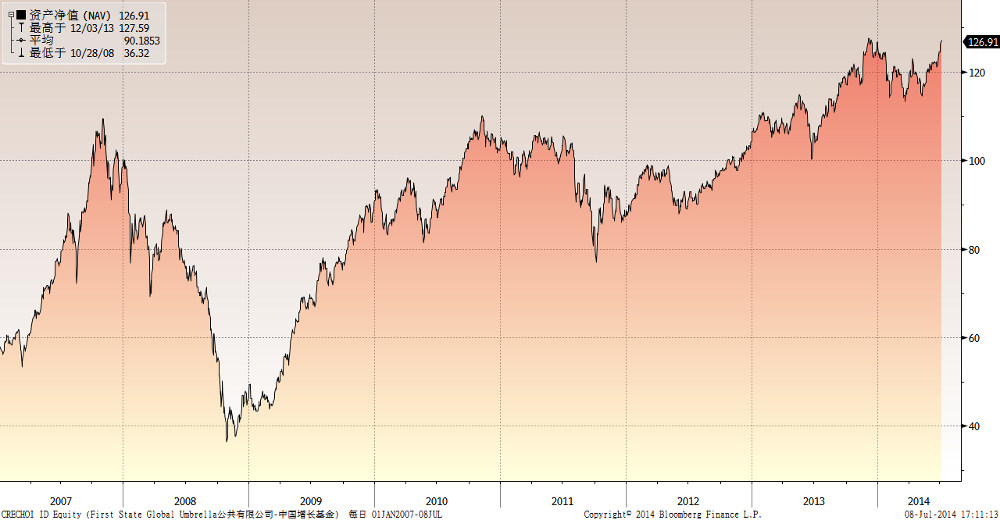 资产净值 (NAV) 126.91
最高于 12/03/13 127.59
平均 90.1853
最低于 10/28/08 36.32
126.91
120
100
80
60
40
2007 2008 2009 2010 2011 2012 2013 2014
CRECHOI ID Equity (First State Global Umbrella公共有限公司-中国增长基金) 每日 01JAN2007-08JUL Copyright© 2014 Bloomberg Finance L.P. 08-Jul-2014 17:11:13